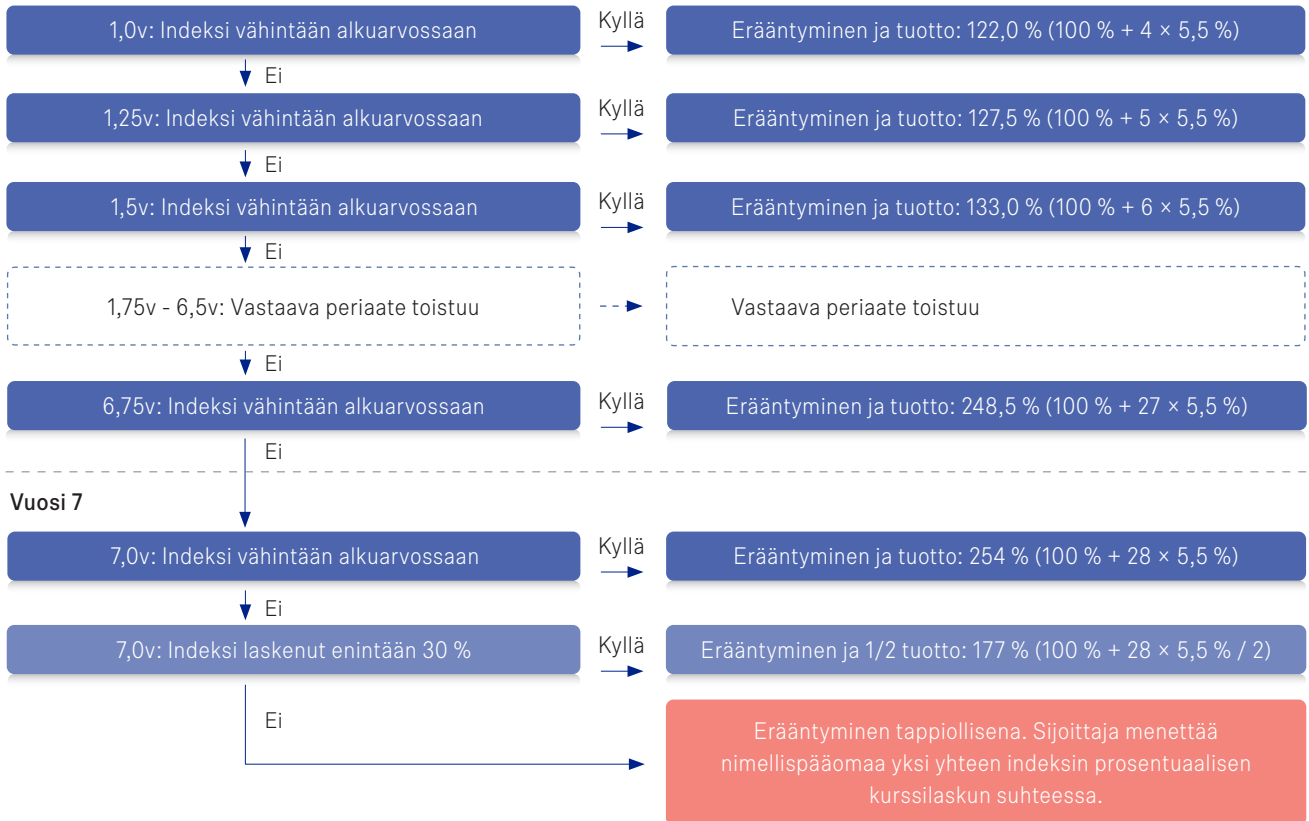 1,0v: Indeksi vähintään alkuarvossaan
Kyllä
Erääntyminen ja tuotto: 122,0 % (100 % + 4 × 5,5 %)
Ei
1,25v: Indeksi vähintään alkuarvossaan
Kyllä
Erääntyminen ja tuotto: 127,5 % (100 % + 5 × 5,5 %)
Ei
1,5v: Indeksi vähintään alkuarvossaan
Kyllä
Erääntyminen ja tuotto: 133,0 % (100 % + 6 × 5,5 %)
Ei
1,75v - 6,5v: Vastaava periaate toistuu
Vastaava periaate toistuu
Ei
6,75v: Indeksi vähintään alkuarvossaan
Kyllä
Erääntyminen ja tuotto: 248,5 % (100 % + 27 × 5,5 %)
Ei
Vuosi 7
7,0v: Indeksi vähintään alkuarvossaan
Kyllä
Erääntyminen ja tuotto: 254 % (100 % + 28 × 5,5 %)
Ei
7,0v: Indeksi laskenut enintään 30 %
Kyllä
Erääntyminen ja 1/2 tuotto: 177 % (100 % + 28 × 5,5 % / 2)
Ei
Erääntyminen tappiollisena. Sijoittaja menettää
nimellispääomaa yksi yhteen indeksin prosentuaalisen
kurssilaskun suhteessa.